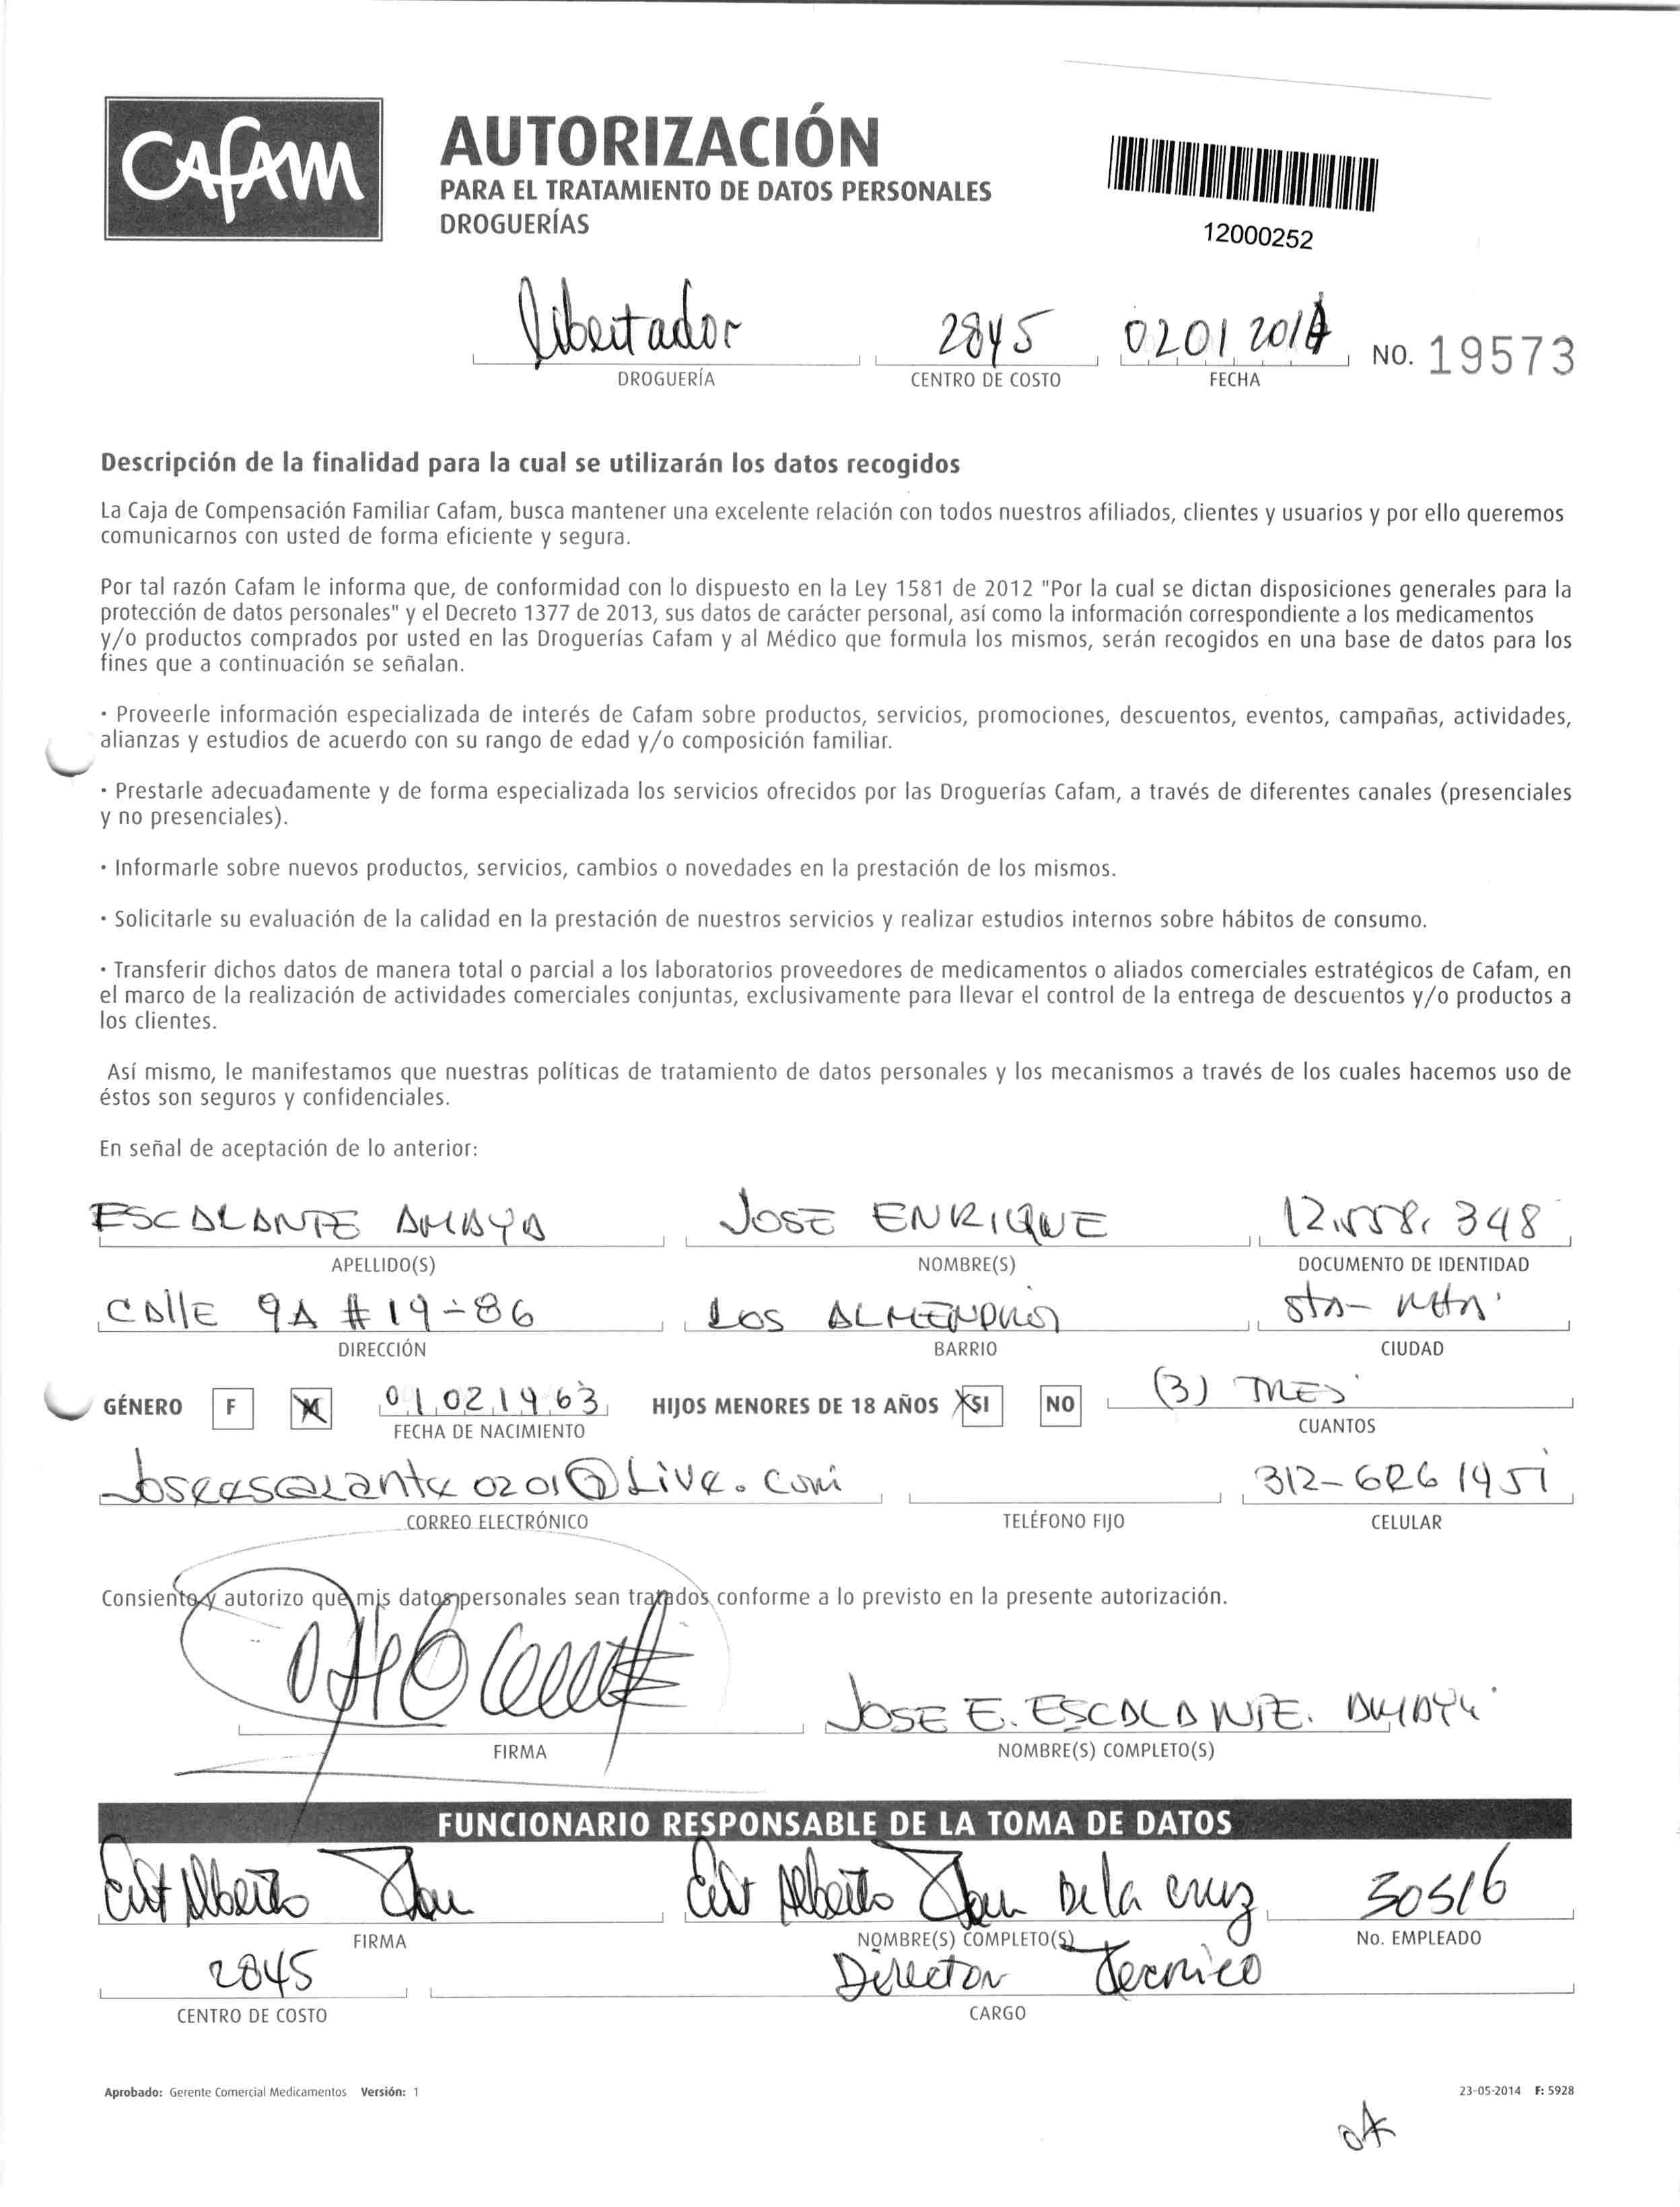 CAFAM
AUTORIZACIÓN
PARA EL TRATAMIENTO DE DATOS PERSONALES
DROGUERÍAS
12000252
Libertador 2845 02012014 NO. 19573
DROGUERÍA CENTRO DE COSTO FECHA
Descripción de la finalidad para la cual se utilizarán los datos recogidos
La Caja de Compensación Familiar Cafam, busca mantener una excelente relación con todos nuestros afiliados, clientes y usuarios y por ello queremos
comunicarnos con usted de forma eficiente y segura.
Por tal razón Cafam le informa que, de conformidad con lo dispuesto en la Ley 1581 de 2012 "Por la cual se dictan disposiciones generales para la
protección de datos personales" y el Decreto 1377 de 2013, sus datos de carácter personal, así como la información correspondiente a los medicamentos
y/o productos comprados por usted en las Droguerías Cafam y al Médico que formula los mismos, serán recogidos en una base de datos para los
fines que a continuación se señalan.
· Proveerle información especializada de interés de Cafam sobre productos, servicios, promociones, descuentos, eventos, campañas, actividades,
alianzas y estudios de acuerdo con su rango de edad y/o composición familiar.
· Prestarle adecuadamente y de forma especializada los servicios ofrecidos por las Droguerías Cafam, a través de diferentes canales (presenciales
y no presenciales).
· Informarle sobre nuevos productos, servicios, cambios o novedades en la prestación de los mismos.
· Solicitarle su evaluación de la calidad en la prestación de nuestros servicios y realizar estudios internos sobre hábitos de consumo.
· Transferir dichos datos de manera total o parcial a los laboratorios proveedores de medicamentos o aliados comerciales estratégicos de Cafam, en
el marco de la realización de actividades comerciales conjuntas, exclusivamente para llevar el control de la entrega de descuentos y/o productos a
los clientes.
Así mismo, le manifestamos que nuestras políticas de tratamiento de datos personales y los mecanismos a través de los cuales hacemos uso de
éstos son seguros y confidenciales.
En señal de aceptación de lo anterior:
ESCALANTE AMAYA JOSE ENRIQUE 12.558.348
APELLIDO(S) NOMBRE(S) DOCUMENTO DE IDENTIDAD
CALLE 9A # 19-86 LOS ALMENDROS Sta- Mta
DIRECCIÓN BARRIO CIUDAD
GÉNERO F M 01021963 HIJOS MENORES DE 18 AÑOS SI NO (3) TRES
FECHA DE NACIMIENTO CUANTOS
Joseescalante0201@Live.com 312-6261951
CORREO ELECTRÓNICO TELÉFONO FIJO CELULAR
Consiento y autorizo que mis datos personales sean tratados conforme a lo previsto en la presente autorización.
JOSE E. ESCALANTE. AMAYA
FIRMA NOMBRE(S) COMPLETO(S)
FUNCIONARIO RESPONSABLE DE LA TOMA DE DATOS
Alberto Alberto De la Cruz 30516
FIRMA NOMBRE(S) COMPLETO(S) No. EMPLEADO
2845 Director Tecnico
CENTRO DE COSTO CARGO
Aprobado: Gerente Comercial Medicamentos Versión: 1 23-05-2014 F: 5928